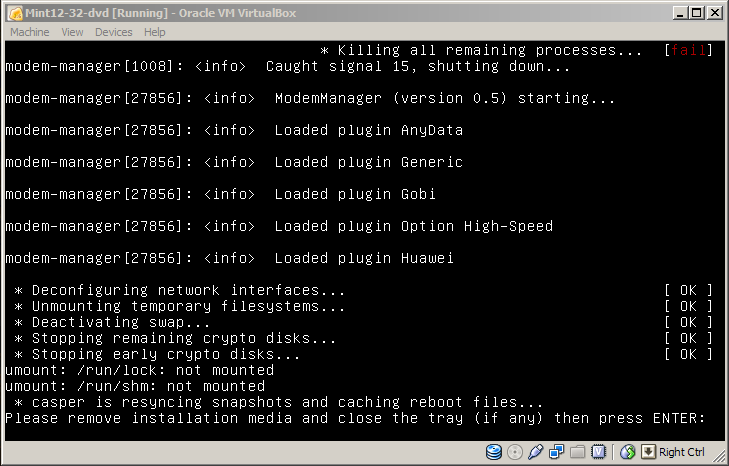 Mint12-32-dvd [Running] - Oracle VM VirtualBox
Machine View Devices Help
* Killing all remaining processes... [fail]
modem-manager[1008]: <info> Caught signal 15, shutting down...
modem-manager[27856]: <info> ModemManager (version 0.5) starting...
modem-manager[27856]: <info> Loaded plugin AnyData
modem-manager[27856]: <info> Loaded plugin Generic
modem-manager[27856]: <info> Loaded plugin Gobi
modem-manager[27856]: <info> Loaded plugin Option High-Speed
modem-manager[27856]: <info> Loaded plugin Huawei
* Deconfiguring network interfaces... [ OK ]
* Unmounting temporary filesystems... [ OK ]
* Deactivating swap... [ OK ]
* Stopping remaining crypto disks... [ OK ]
* Stopping early crypto disks... [ OK ]
umount: /run/lock: not mounted
umount: /run/shm: not mounted
* casper is resyncing snapshots and caching reboot files...
Please remove installation media and close the tray (if any) then press ENTER:
Right Ctrl